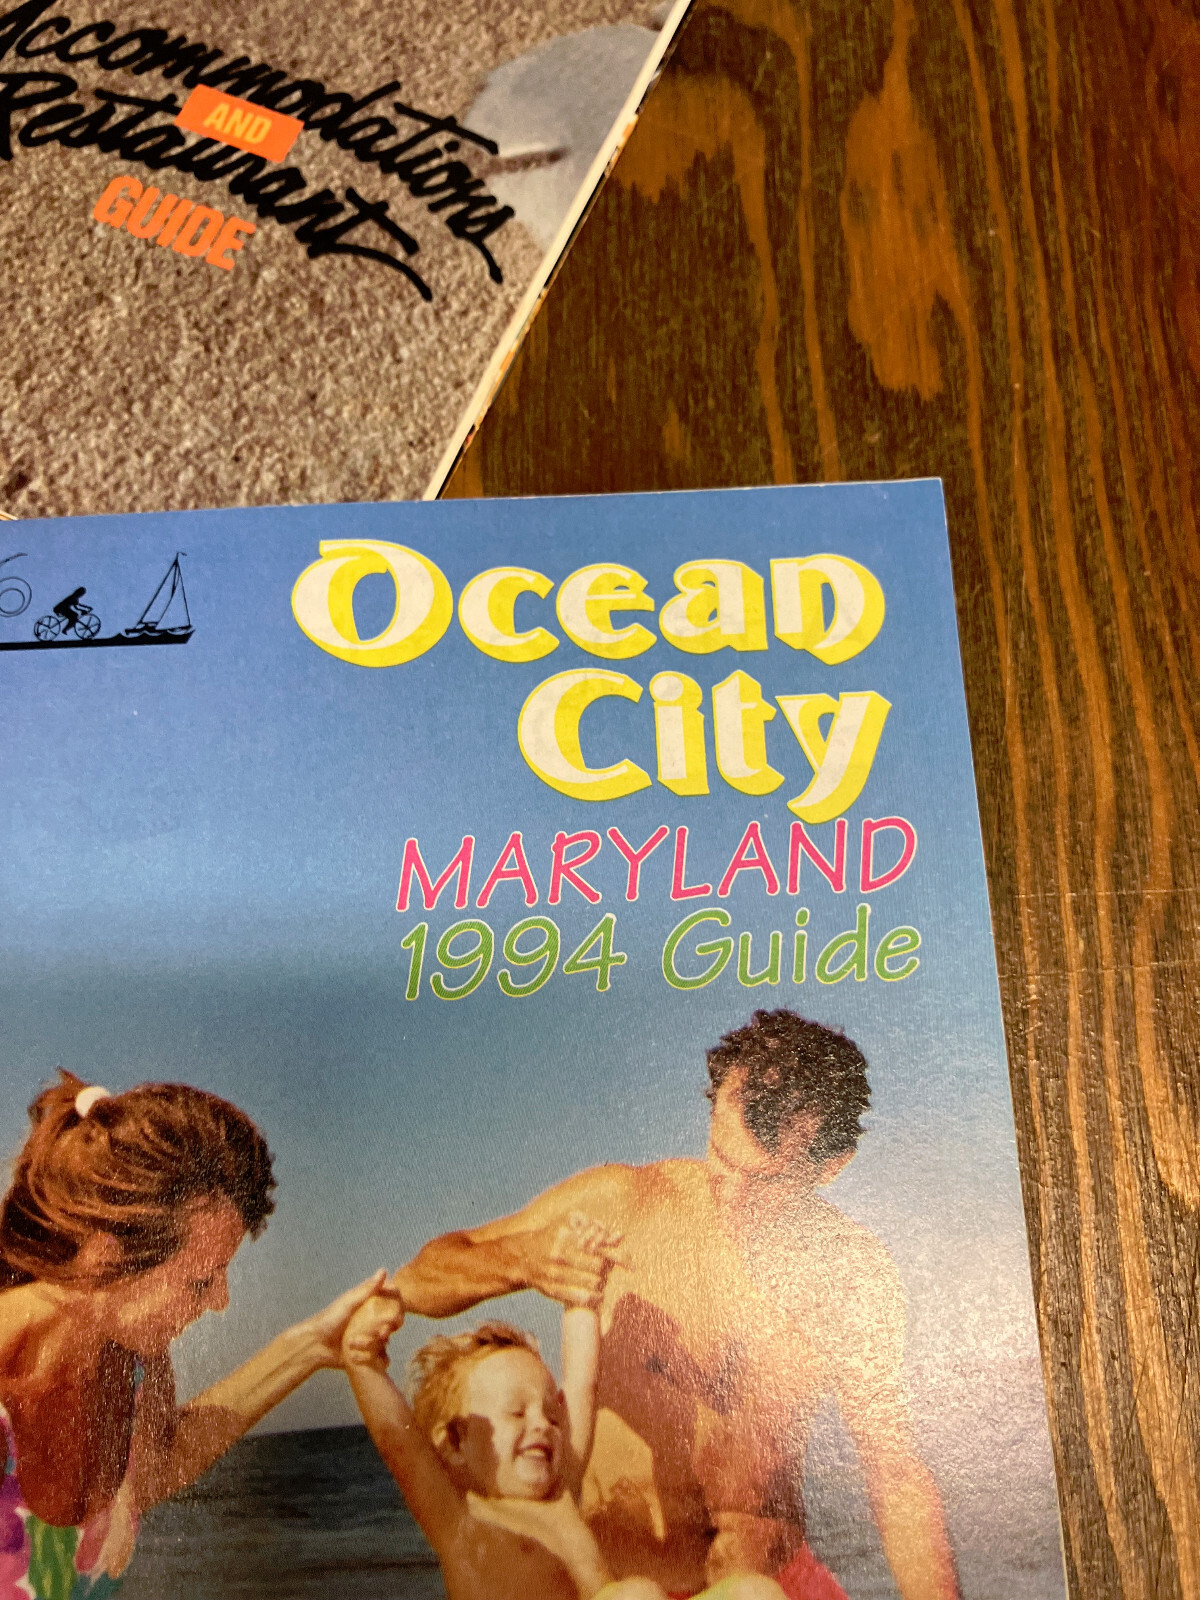 Accommodations
AND
Restaurant
GUIDE
Ocean
City
MARYLAND
1994 Guide